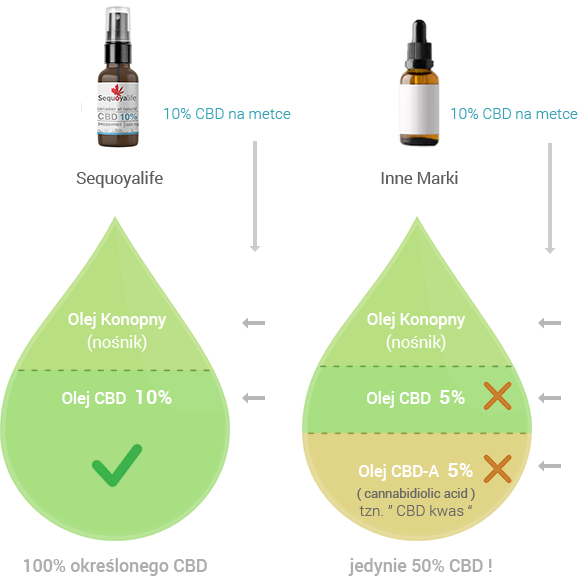 Sequoyalife
CBD 10%
10% CBD na metce
10% CBD na metce
Sequoyalife
Inne Marki
Olej Konopny
(nośnik)
Olej CBD 10%
100% określonego CBD
Olej Konopny
(nośnik)
Olej CBD 5%
Olej CBD-A 5%
( cannabidiolic acid )
tzn. " CBD kwas “
jedynie 50% CBD !